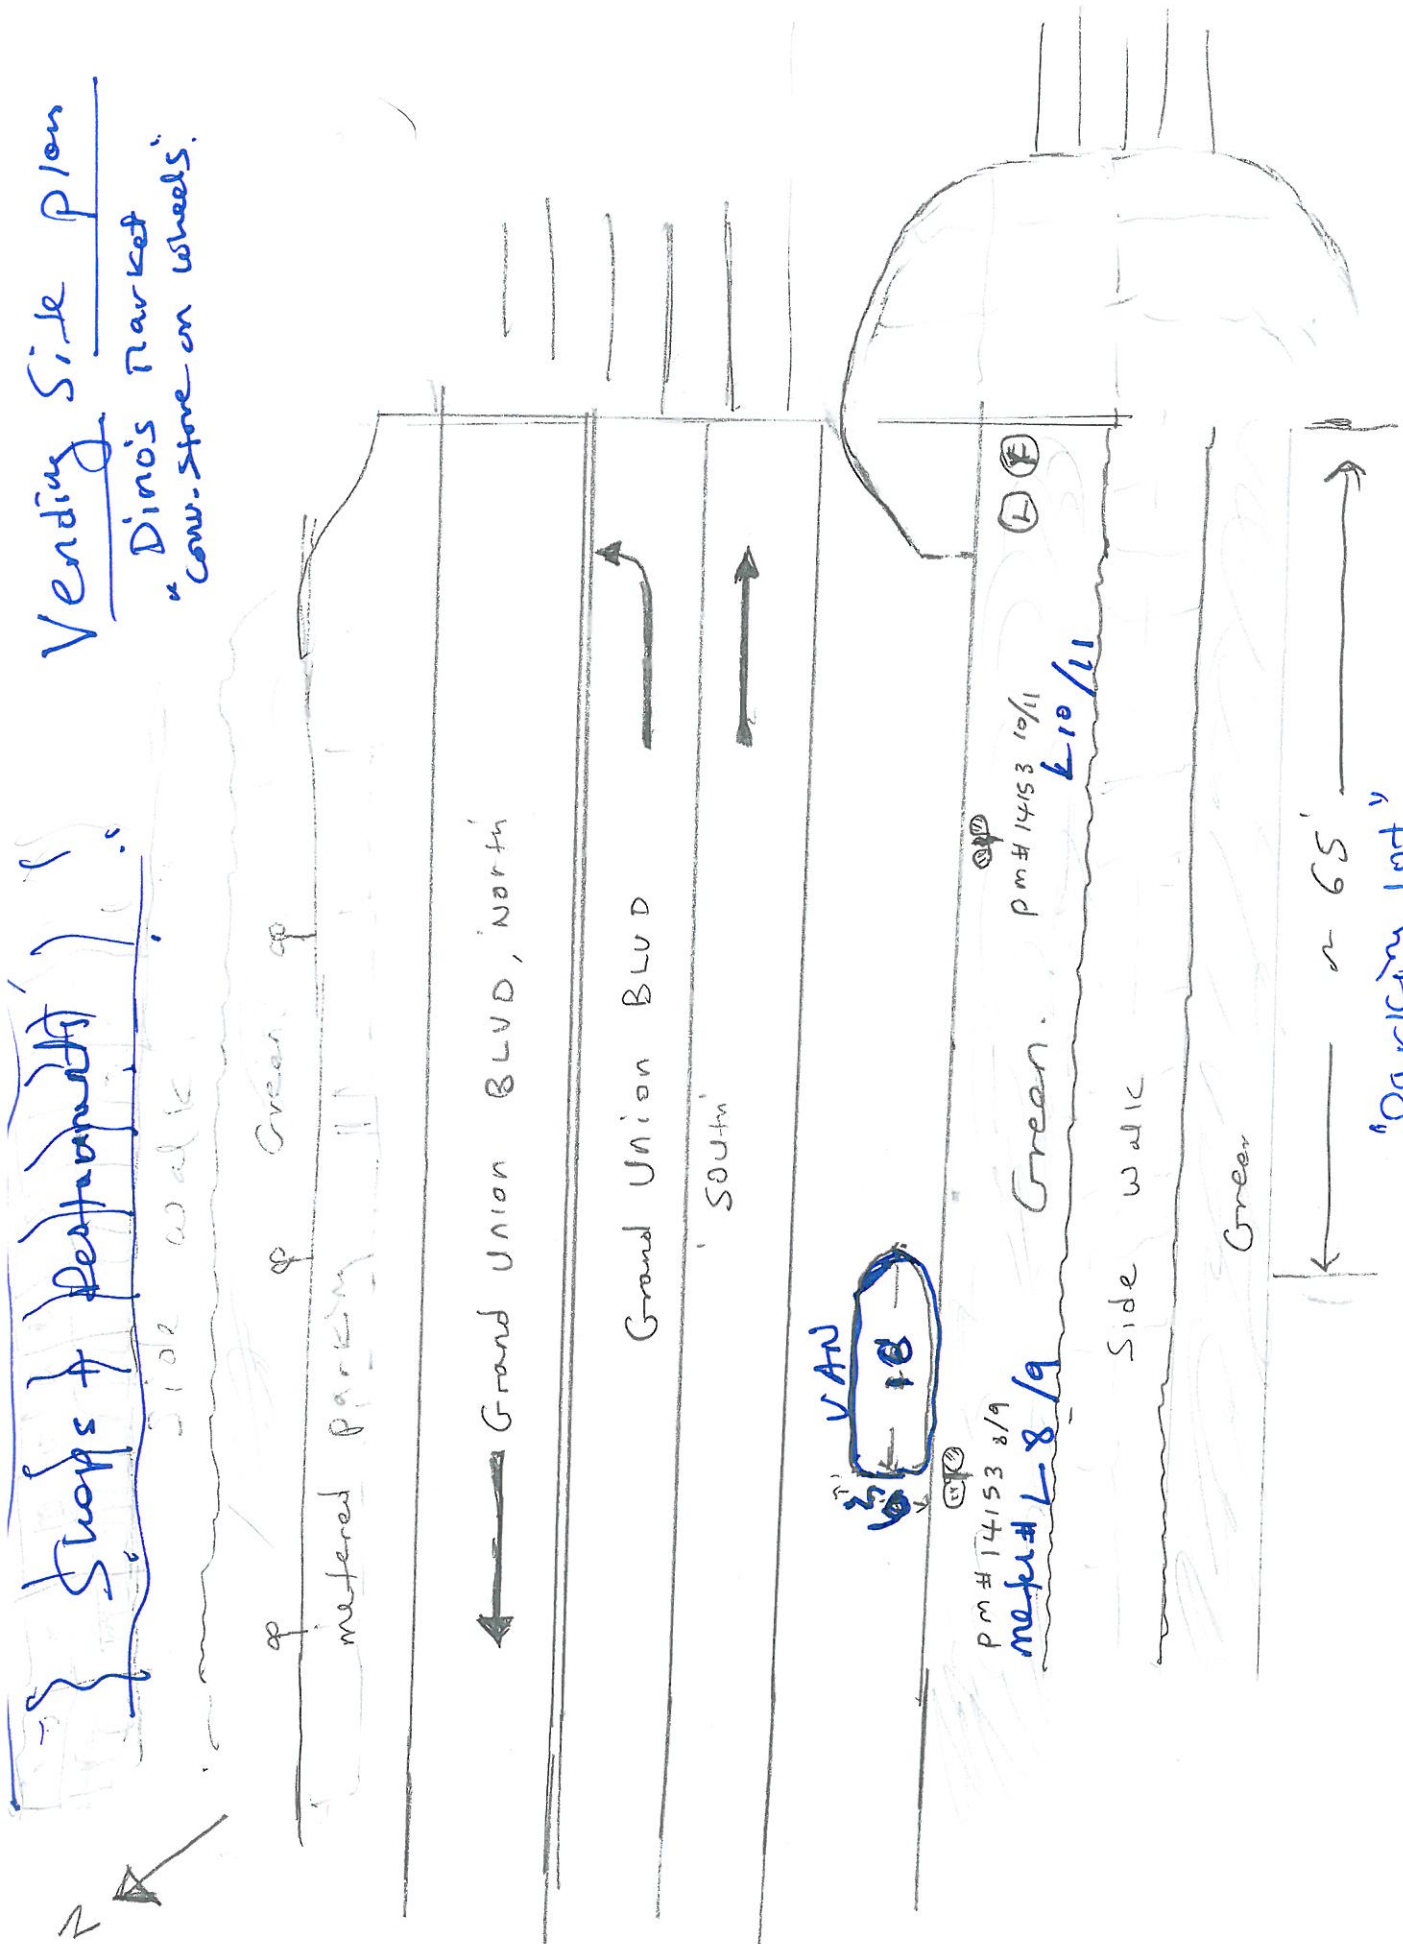 Vending Site plan
Dino's Market
"Conv. store on wheels".
Shops & Restaurants
N
Side walk
Green
metered parking
Grand Union BLVD, North
Grand Union BLVD
South
VAN
18
pm # 14153 8/9
meter # L-8/9
Green.
pm # 14153 10/11
L10/11
L
Side walk
Green
~ 65'
"Parking lot"